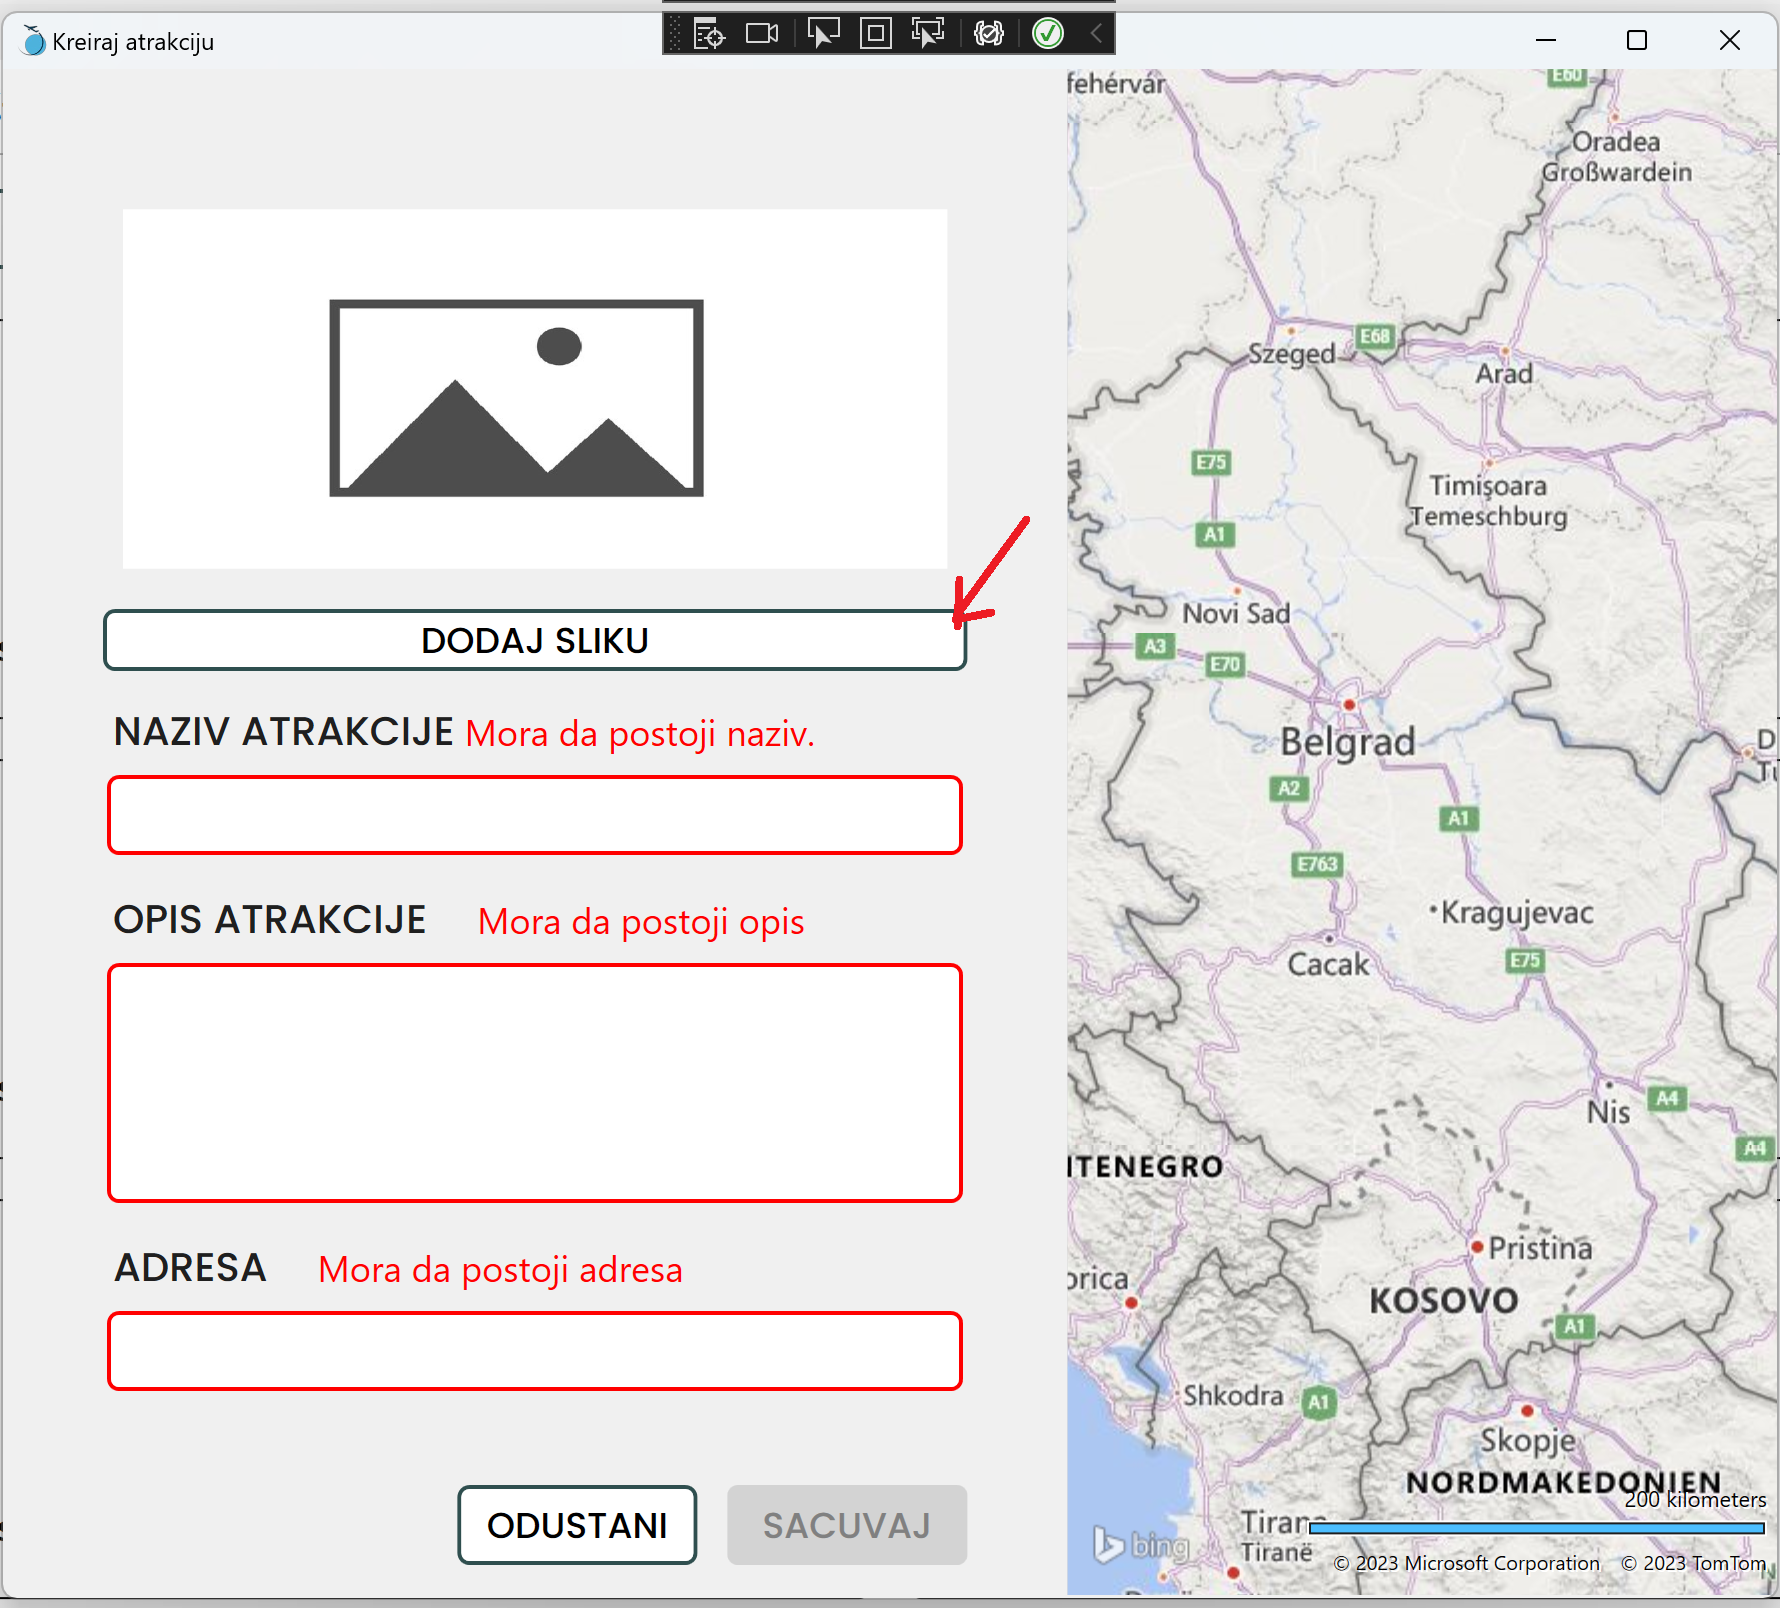 Kreiraj atrakciju
DODAJ SLIKU
NAZIV ATRAKCIJE Mora da postoji naziv.
OPIS ATRAKCIJE Mora da postoji opis
ADRESA Mora da postoji adresa
ODUSTANI SACUVAJ
fehérvár
E60
Oradea
Großwardein
E68
Szeged
Arad
E75
Timişoara
Temeschburg
A1
Novi Sad
A3
E70
Belgrad
A2
A1
E763
Kragujevac
Cacak
E75
Nis
A4
A4
NTENEGRO
Pristina
orica
KOSOVO
A1
Shkodra
A1
Skopje
NORDMAKEDONIEN
200 kilometers
Tirana
Tiranë
bing
© 2023 Microsoft Corporation © 2023 TomTom